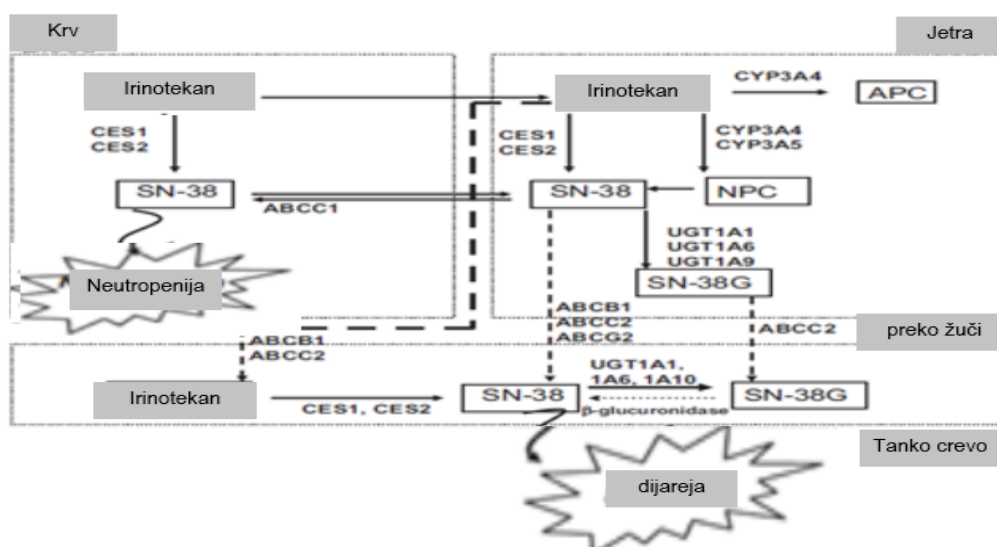 Krv
Jetra
Irinotekan
Irinotekan
CYP3A4
APC
CES1
CES2
CES1
CES2
CYP3A4
CYP3A5
SN-38
ABCC1
SN-38
NPC
UGT1A1
UGT1A6
UGT1A9
Neutropenija
SN-38G
ABCB1
ABCC2
ABCG2
ABCC2
preko žuči
ABCB1
ABCC2
Irinotekan
CES1, CES2
SN-38
UGT1A1,
1A6, 1A10
β-glucuronidase
SN-38G
Tanko crevo
dijareja